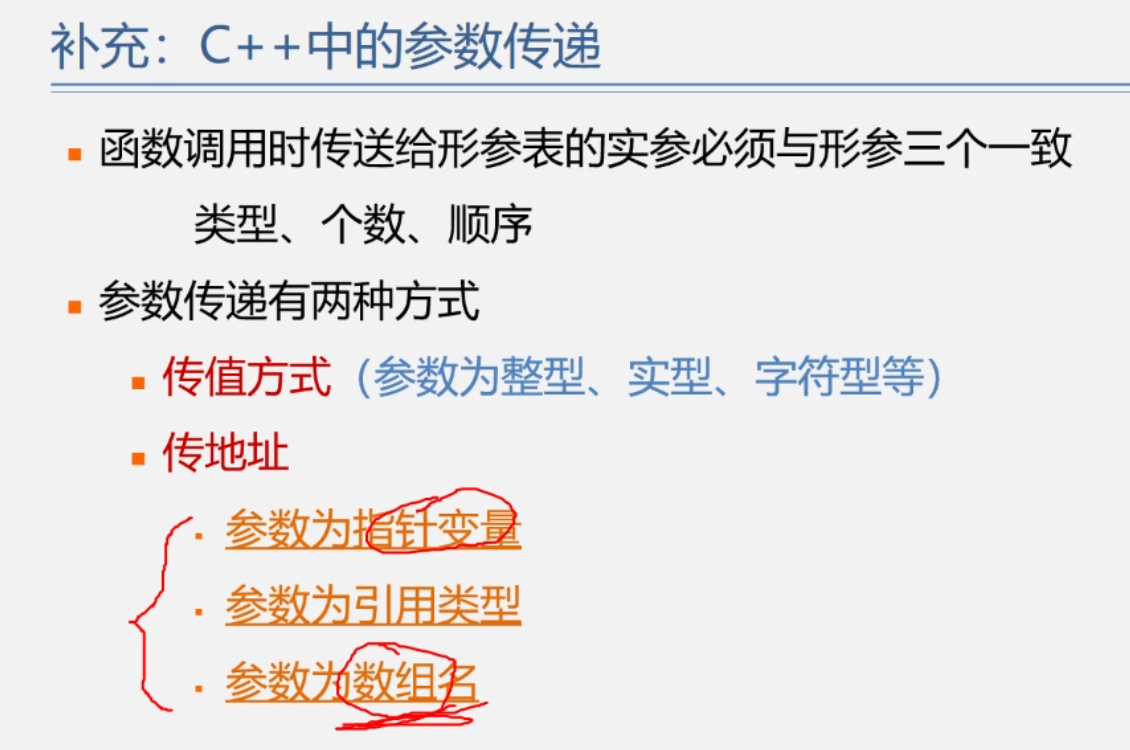 补充：C++中的参数传递
函数调用时传送给形参表的实参必须与形参三个一致
类型、个数、顺序
参数传递有两种方式
传值方式（参数为整型、实型、字符型等）
传地址
参数为指针变量
参数为引用类型
参数为数组名